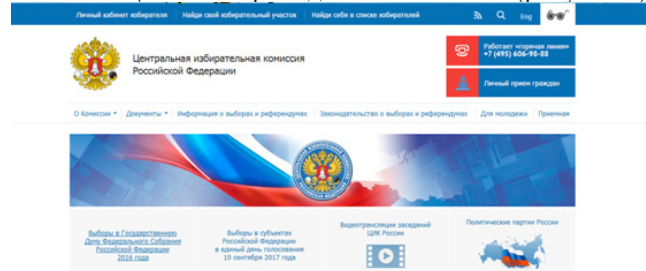 Личный кабинет избирателя Найди свой избирательный участок Найди себя в списке избирателей Eng
Центральная избирательная комиссия
Российской Федерации
Работает «горячая линия»
+7 (495) 606-98-88
Личный прием граждан
О Комиссии Документы Информация о выборах и референдумах Законодательство о выборах и референдумах Для молодежи Приемная
Выборы в Государственную
Думу Федерального Собрания
Российской Федерации
2016 года
Выборы в субъектах
Российской Федерации
в единый день голосования
10 сентября 2017 года
Видеотрансляции заседаний
ЦИК России
Политические партии России